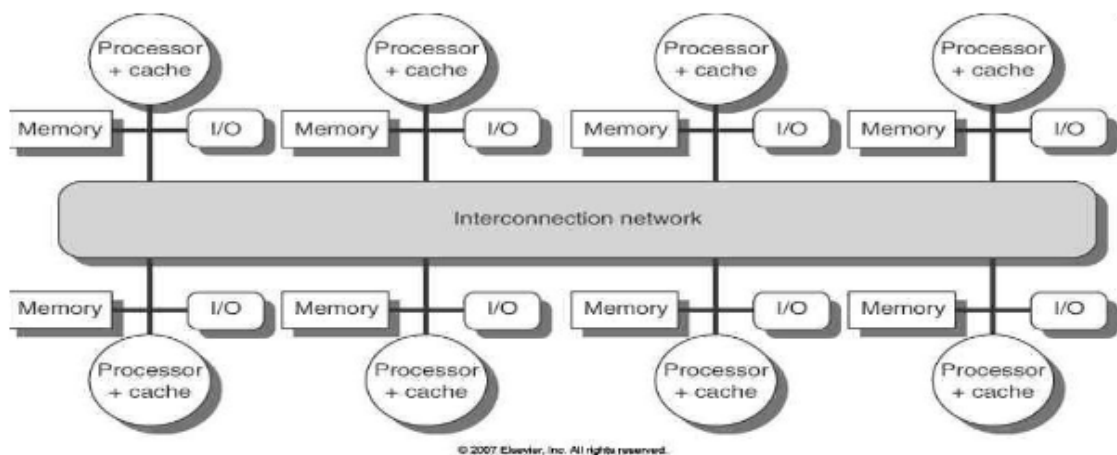 Processor
+ cache
Processor
+ cache
Processor
+ cache
Processor
+ cache
Memory
I/O
Memory
I/O
Memory
I/O
Memory
I/O
Interconnection network
Memory
I/O
Memory
I/O
Memory
I/O
Memory
I/O
Processor
+ cache
Processor
+ cache
Processor
+ cache
Processor
+ cache
© 2007 Elsevier, Inc. All rights reserved.